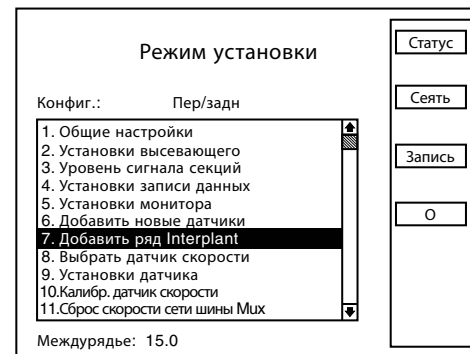 Режим установки
Конфиг.: Пер/задн
1. Общие настройки
2. Установки высевающего
3. Уровень сигнала секций
4. Установки записи данных
5. Установки монитора
6. Добавить новые датчики
7. Добавить ряд Interplant
8. Выбрать датчик скорости
9. Установки датчика
10.Калибр. датчик скорости
11.Сброс скорости сети шины Mux
Междурядье: 15.0
Статус
Сеять
Запись
О